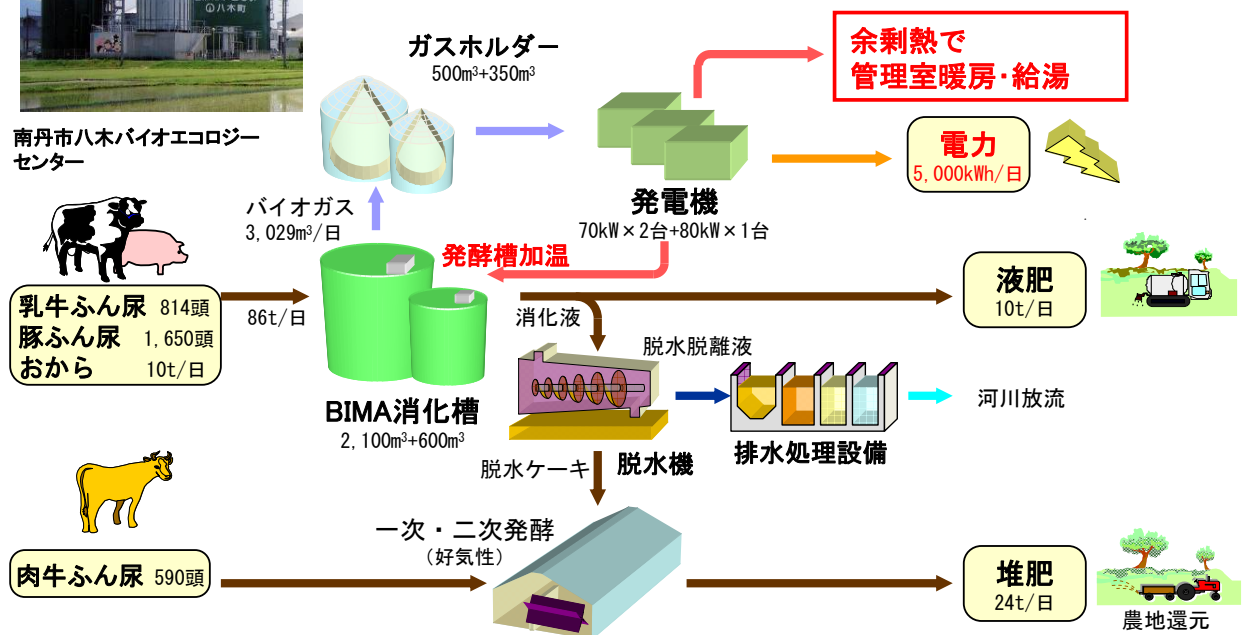 八木町
南丹市八木バイオエコロジー
センター
ガスホルダー
500m³+350m³
余剰熱で
管理室暖房･給湯
電力
5,000kWh/日
発電機
70kW×2台+80kW×1台
バイオガス
3,029m³/日
発酵槽加温
乳牛ふん尿 814頭
豚ふん尿 1,650頭
おから 10t/日
86t/日
BIMA消化槽
2,100m³+600m³
消化液
液肥
10t/日
脱水脱離液
河川放流
排水処理設備
脱水機
脱水ケーキ
肉牛ふん尿 590頭
一次・二次発酵
（好気性）
堆肥
24t/日
農地還元